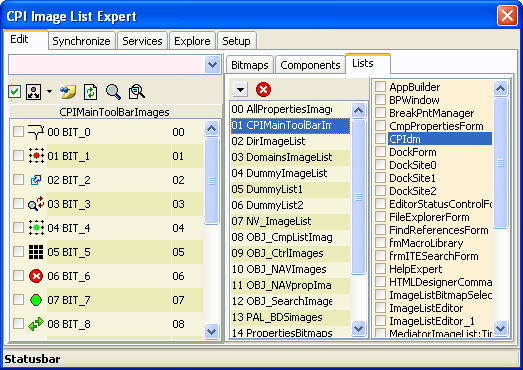 CPI Image List Expert
Edit Synchronize Services Explore Setup
Bitmaps Components Lists
CPIMainToolBarImages
00 BIT_0 00
01 BIT_1 01
02 BIT_2 02
03 BIT_3 03
04 BIT_4 04
05 BIT_5 05
06 BIT_6 06
07 BIT_7 07
08 BIT_8 08
00 AllPropertiesImag
01 CPIMainToolBarIm
02 DirImageList
03 DomainsImageList
04 DummyImageList
05 DummyList1
06 DummyList2
07 NV_ImageList
08 OBJ_CmpListImag
09 OBJ_CtrlImages
10 OBJ_NAVImages
11 OBJ_NAVpropIma
12 OBJ_SearchImage
13 PAL_BDSimages
14 PropertiesBitmaps
AppBuilder
BPWindow
BreakPntManager
CmpPropertiesForm
CPIdm
DockForm
DockSite0
DockSite1
DockSite2
EditorStatusControlFo
FileExplorerForm
FindReferencesForm
frmMacroLibrary
frmITESearchForm
HelpExpert
HTMLDesignerComma
ImageListBitmapSelec
ImageListEditor
ImageListEditor_1
MediatorImageList:Tim
Statusbar